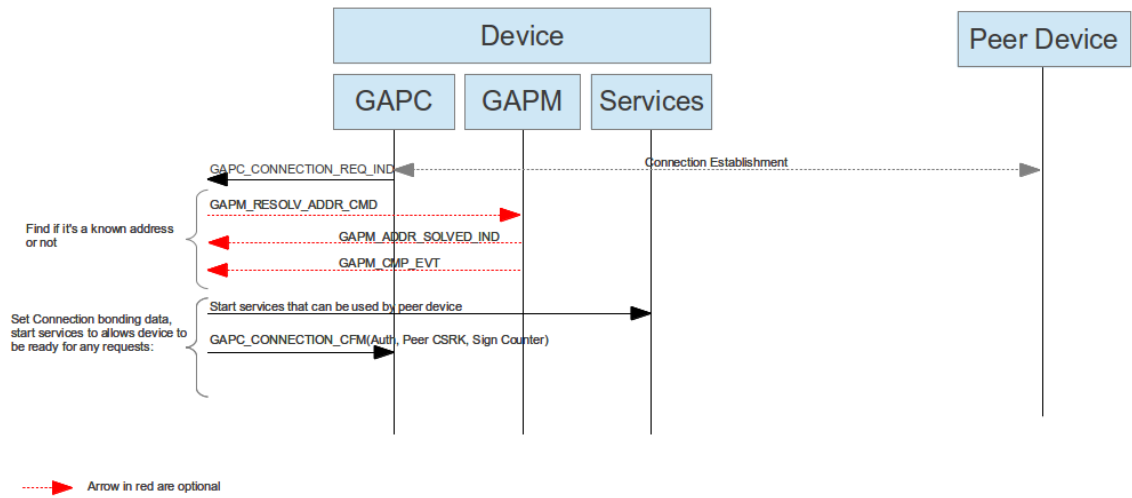 Device
Peer Device
GAPC
GAPM
Services
Connection Establishment
GAPC_CONNECTION_REQ_IND
GAPM_RESOLV_ADDR_CMD
Find if it's a known address
or not
GAPM_ADDR_SOLVED_IND
GAPM_CMP_EVT
Start services that can be used by peer device
Set Connection bonding data,
start services to allows device to
be ready for any requests:
GAPC_CONNECTION_CFM(Auth, Peer CSRK, Sign Counter)
Arrow in red are optional